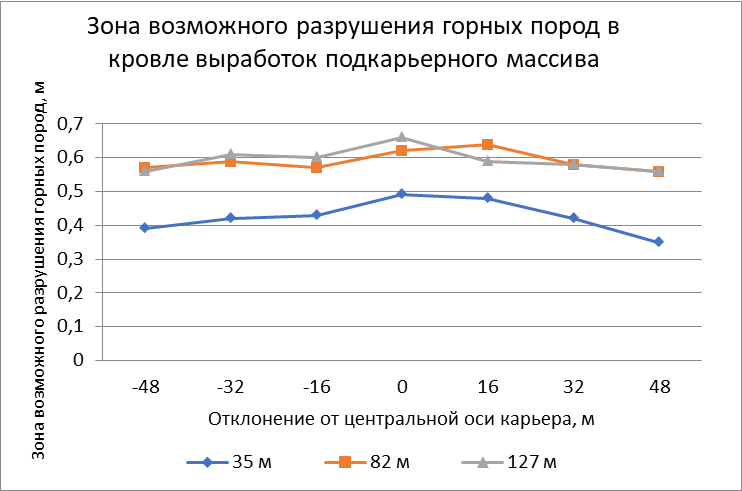 Зона возможного разрушения горных пород в
кровле выработок подкарьерного массива
Зона возможного разрушения горных пород, м
0,7
0,6
0,5
0,4
0,3
0,2
0,1
0
-48 -32 -16 0 16 32 48
Отклонение от центральной оси карьера, м
35 м 82 м 127 м